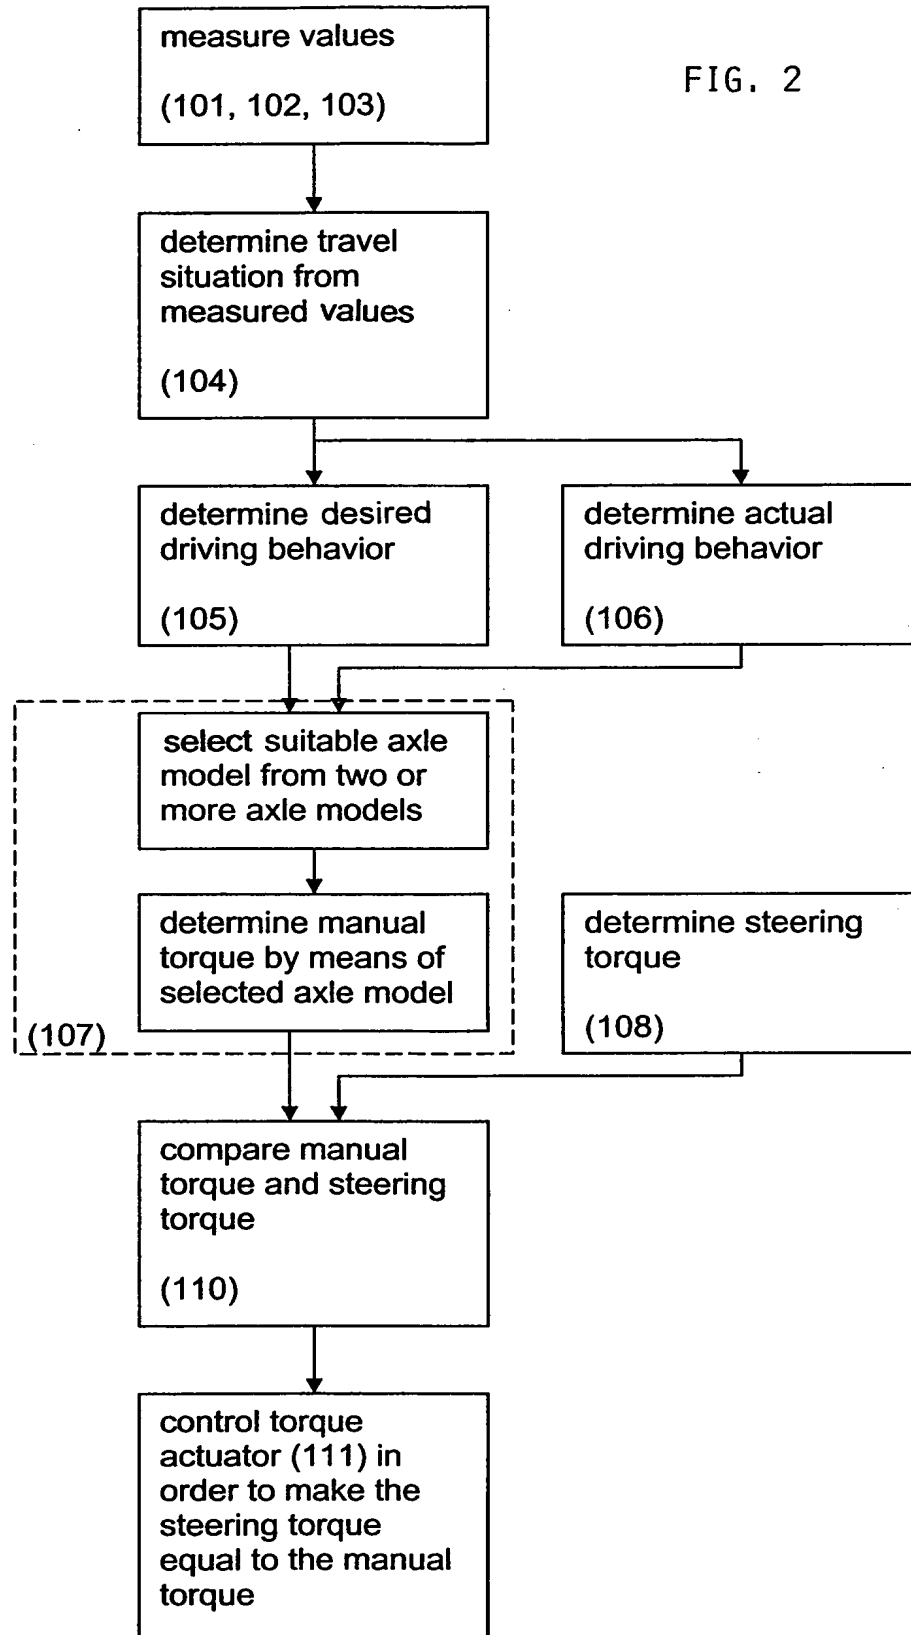 measure values
(101, 102, 103)
FIG. 2
determine travel
situation from
measured values
(104)
determine desired
driving behavior
(105)
determine actual
driving behavior
(106)
select suitable axle
model from two or
more axle models
determine manual
torque by means of
selected axle model
(107)
determine steering
torque
(108)
compare manual
torque and steering
torque
(110)
control torque
actuator (111) in
order to make the
steering torque
equal to the manual
torque